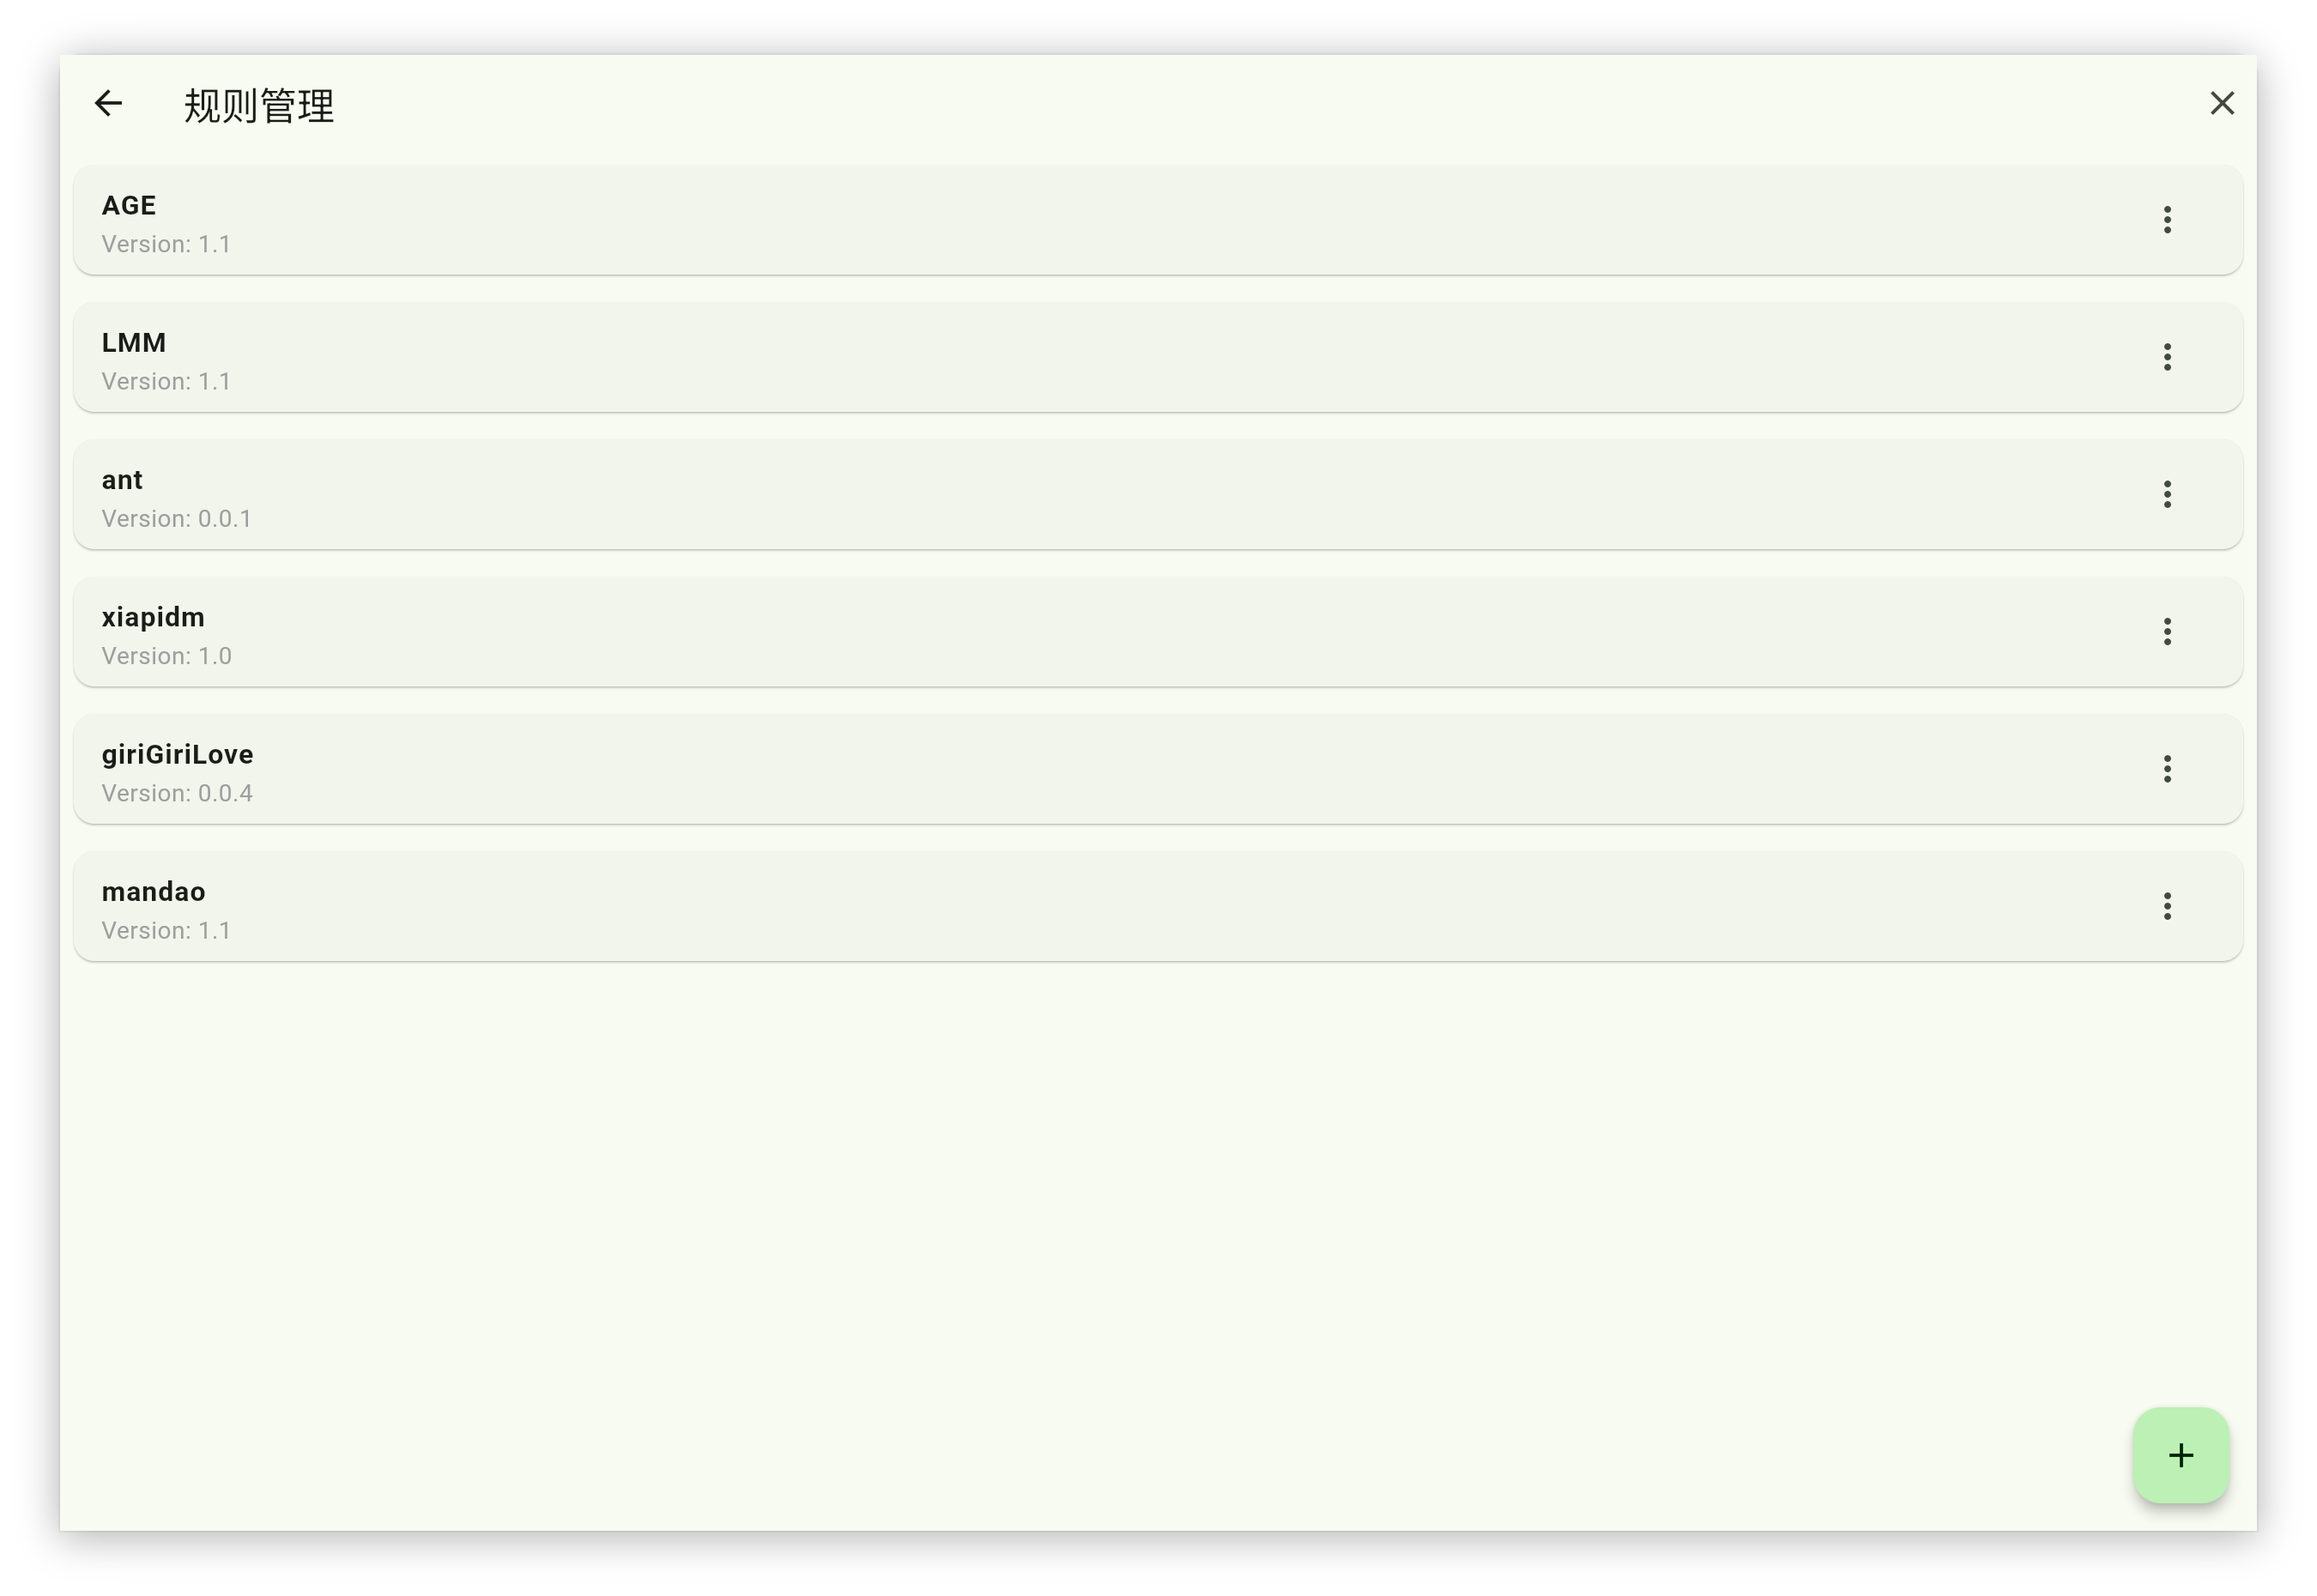 规则管理
AGE
Version: 1.1
LMM
Version: 1.1
ant
Version: 0.0.1
xiapidm
Version: 1.0
giriGiriLove
Version: 0.0.4
mandao
Version: 1.1